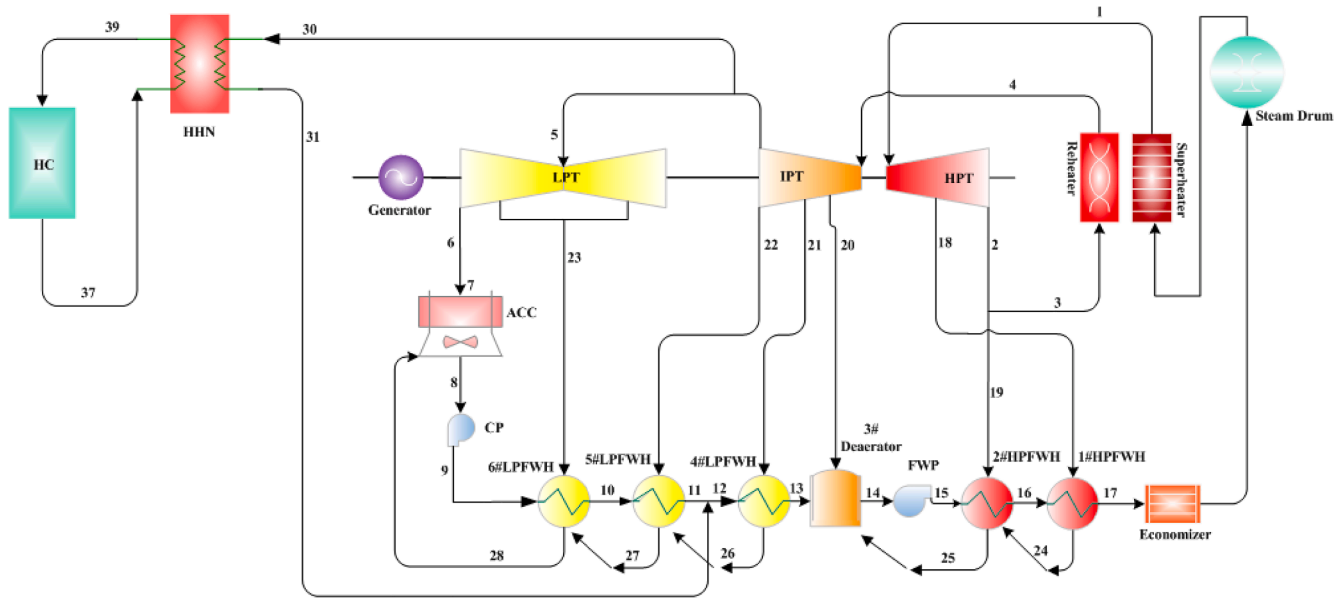 39
30
1
HHN
31
4
Steam Drum
HC
5
Reheater
Superheater
LPT
IPT
HPT
Generator
6
23
22
21
20
18
2
37
7
3
ACC
8
19
CP
3#
Deaerator
9
6#LPFWH
5#LPFWH
4#LPFWH
FWP
2#HPFWH
1#HPFWH
10
11
12
13
14
15
16
17
Economizer
28
27
26
25
24